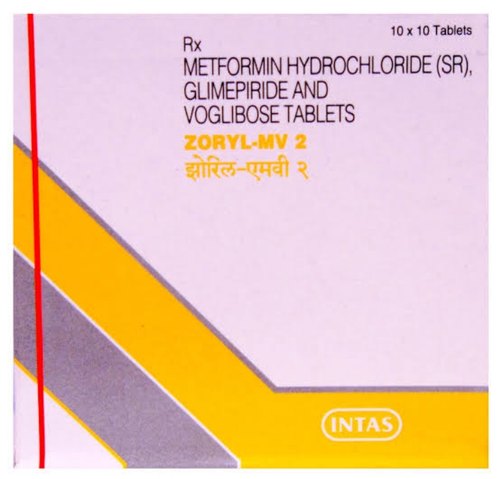 10 x 10 Tablets
Rx
METFORMIN HYDROCHLORIDE (SR),
GLIMEPIRIDE AND
VOGLIBOSE TABLETS
ZORYL-MV 2
झोरिल-एमवी २
INTAS